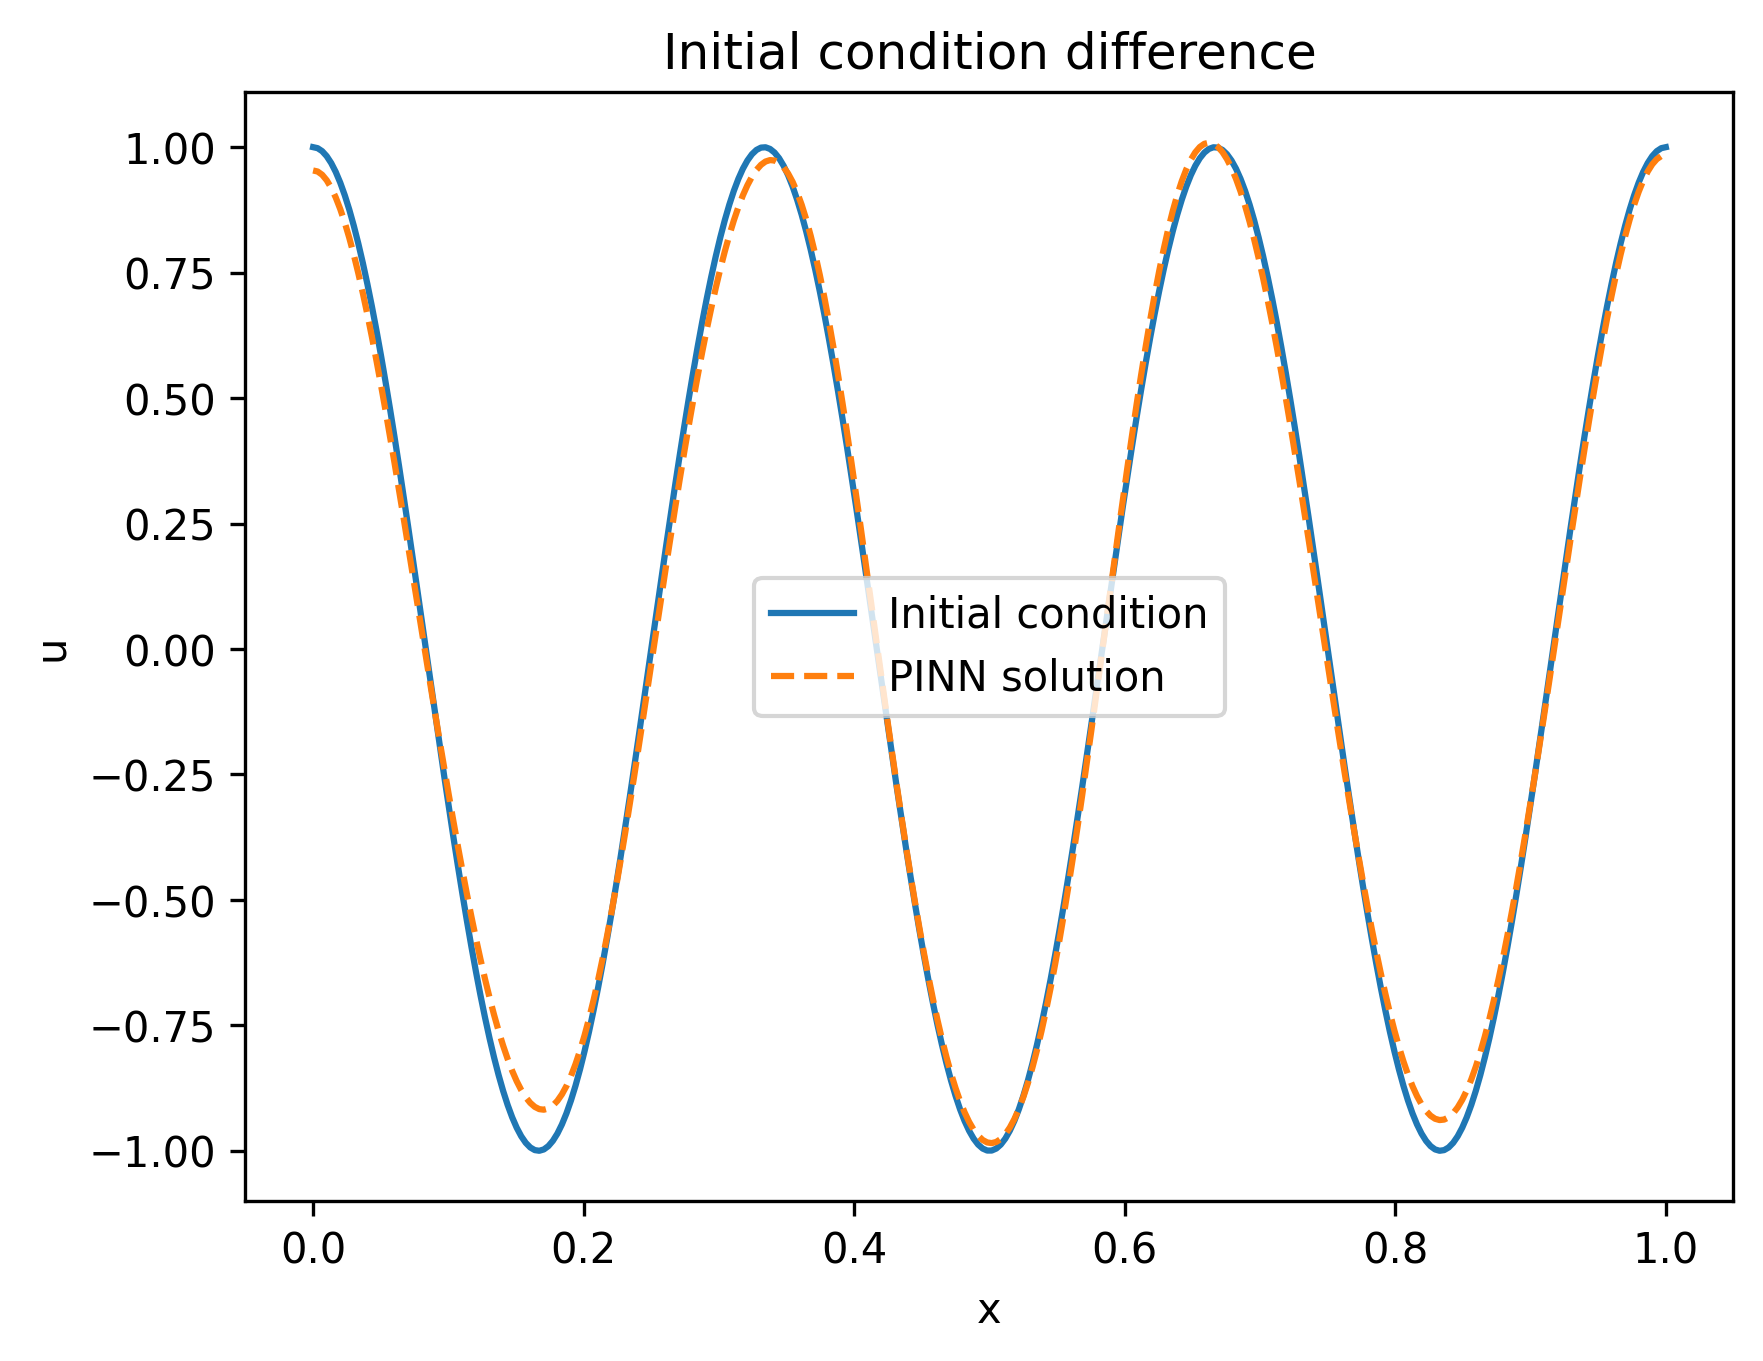 Initial condition difference
1.00
0.75
0.50
0.25
0.00
−0.25
−0.50
−0.75
−1.00
u
Initial condition
PINN solution
0.0 0.2 0.4 0.6 0.8 1.0
x